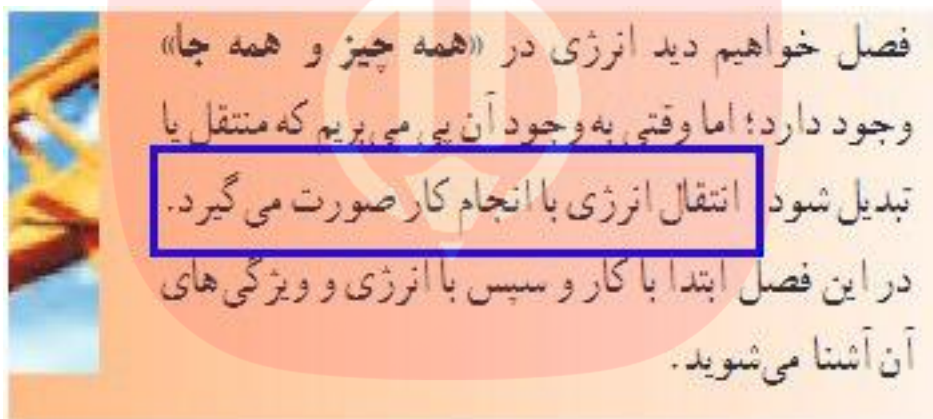 فصل خواهیم دید انرژی در «همه چیز و همه جا»
وجود دارد؛ اما وقتی به وجود آن پی می‌بریم که منتقل یا
تبدیل شود. انتقال انرژی با انجام کار صورت می‌گیرد.
در این فصل ابتدا با کار و سپس با انرژی و ویژگی‌های
آن آشنا می‌شوید.